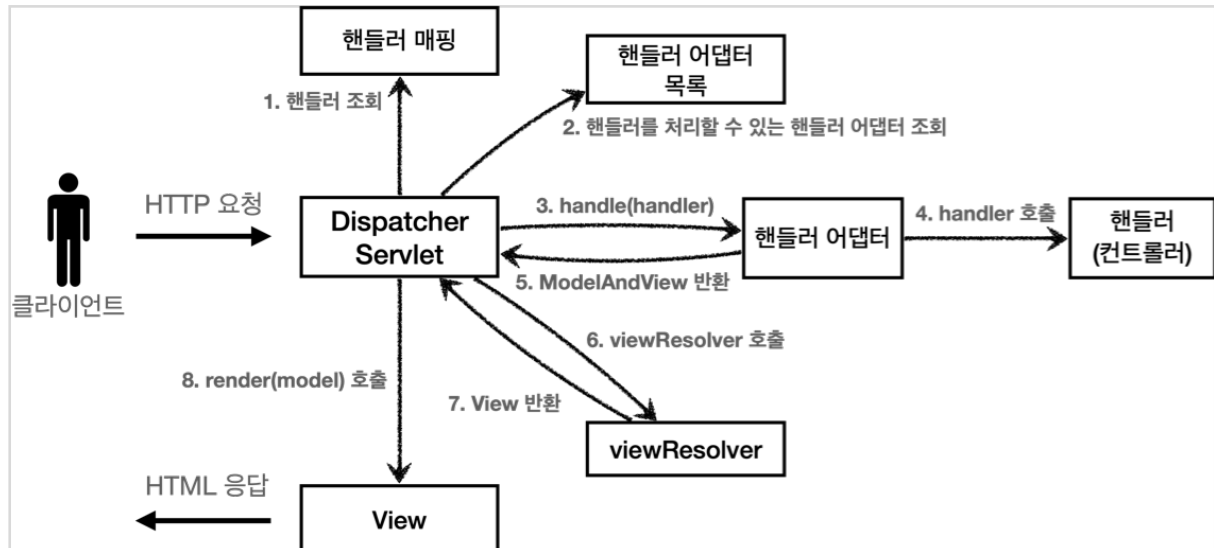 핸들러 매핑
핸들러 어댑터
목록
1. 핸들러 조회
2. 핸들러를 처리할 수 있는 핸들러 어댑터 조회
HTTP 요청
Dispatcher
Servlet
3. handle(handler)
핸들러 어댑터
4. handler 호출
핸들러
(컨트롤러)
5. ModelAndView 반환
클라이언트
6. viewResolver 호출
8. render(model) 호출
7. View 반환
viewResolver
HTML 응답
View